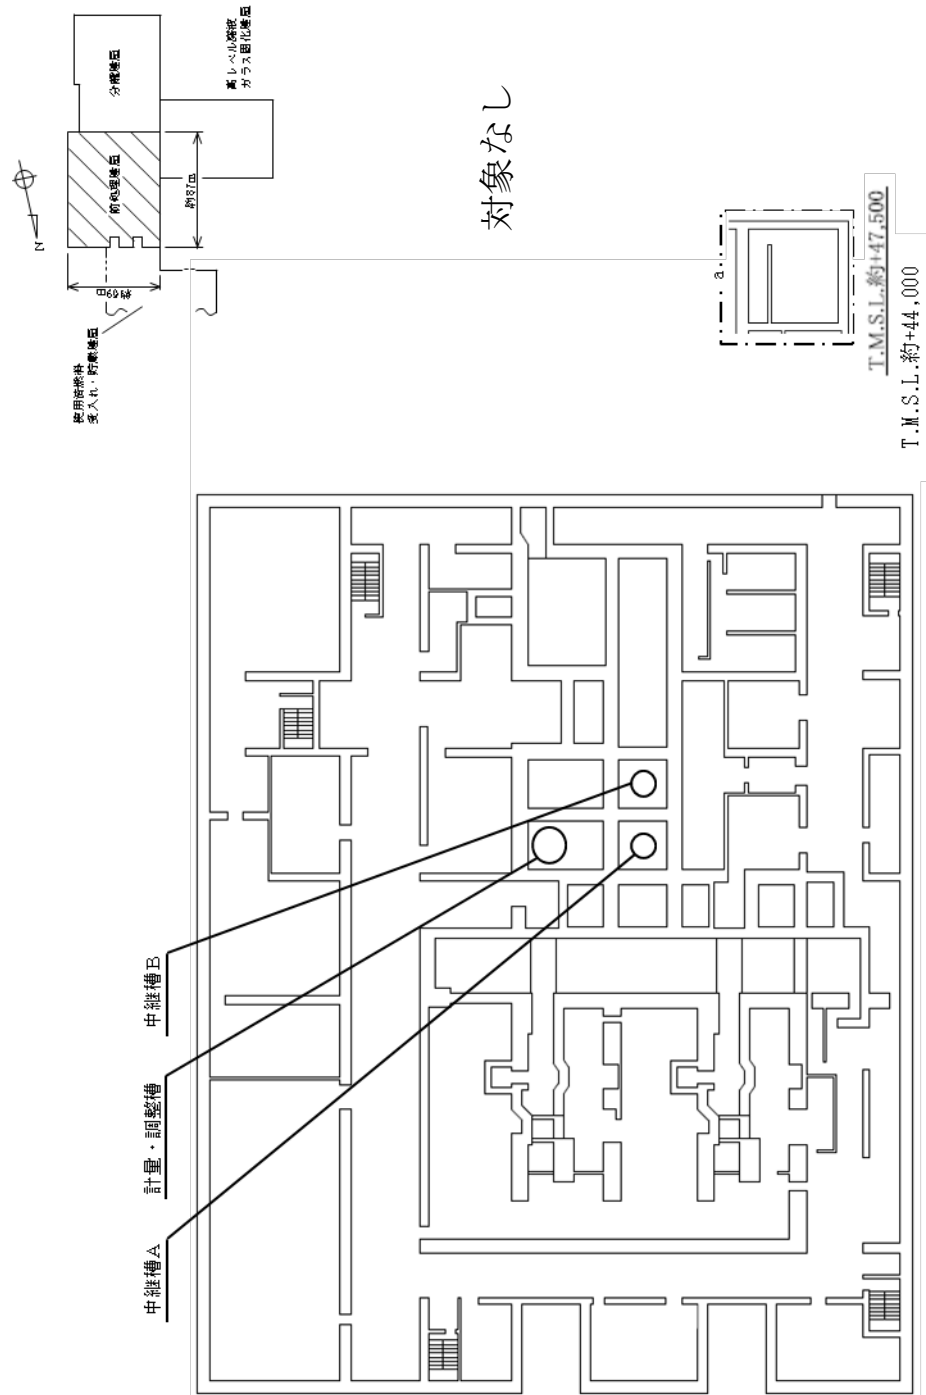 分離建屋
高レベル廃液
ガラス固化建屋
前処理建屋
約87m
約69m
N
使用済燃料
受入れ・貯蔵建屋
対象なし
a
T.M.S.L.約+47,500
T.M.S.L.約+44,000
中継槽B
計量・調整槽
中継槽A